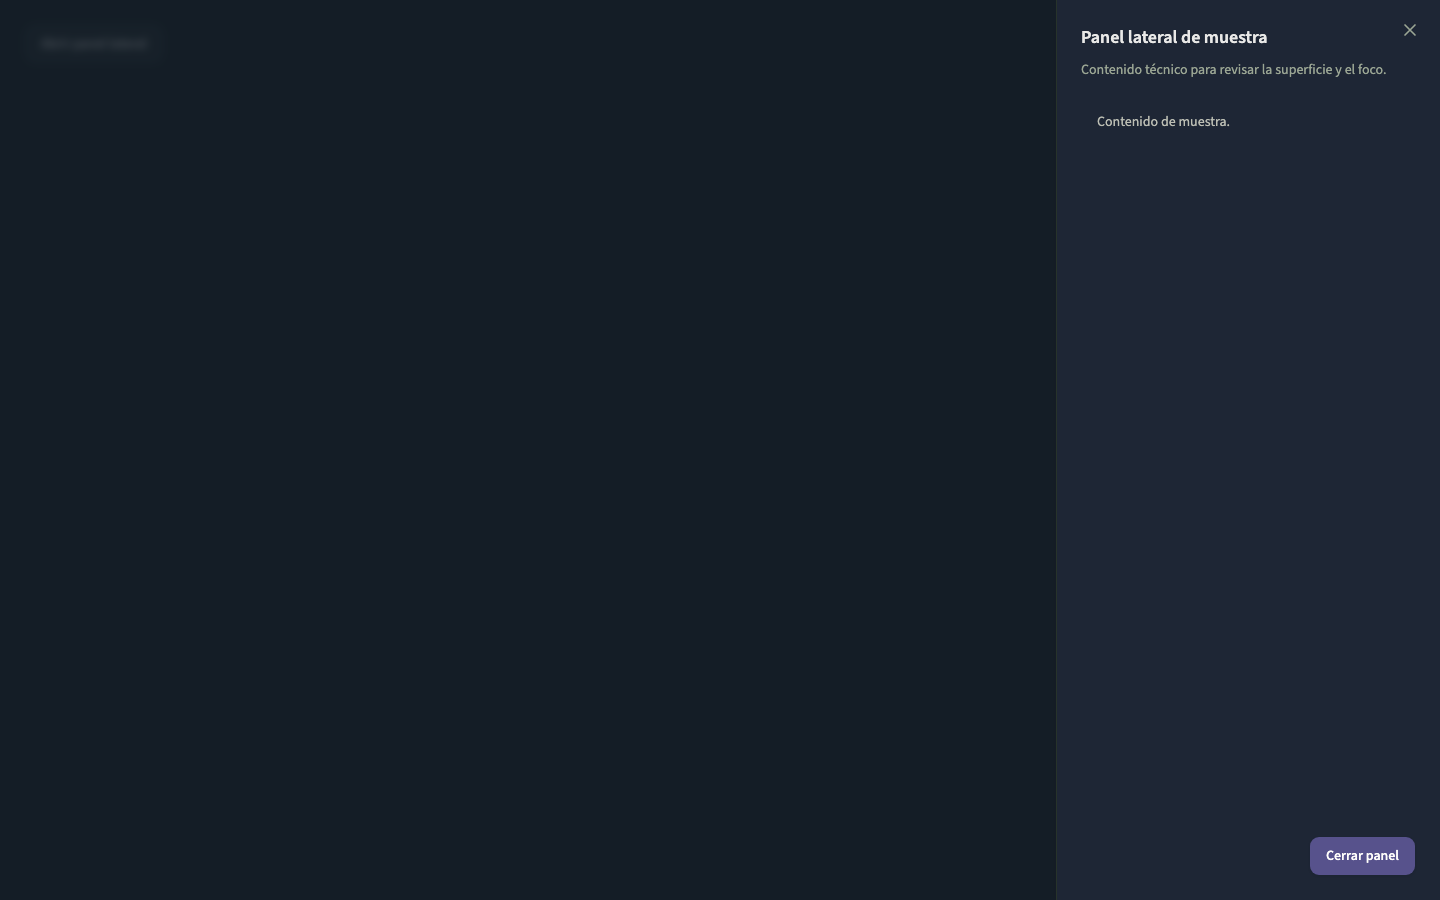 Panel lateral de muestra
Contenido técnico para revisar la superficie y el foco.
Contenido de muestra.
Cerrar panel